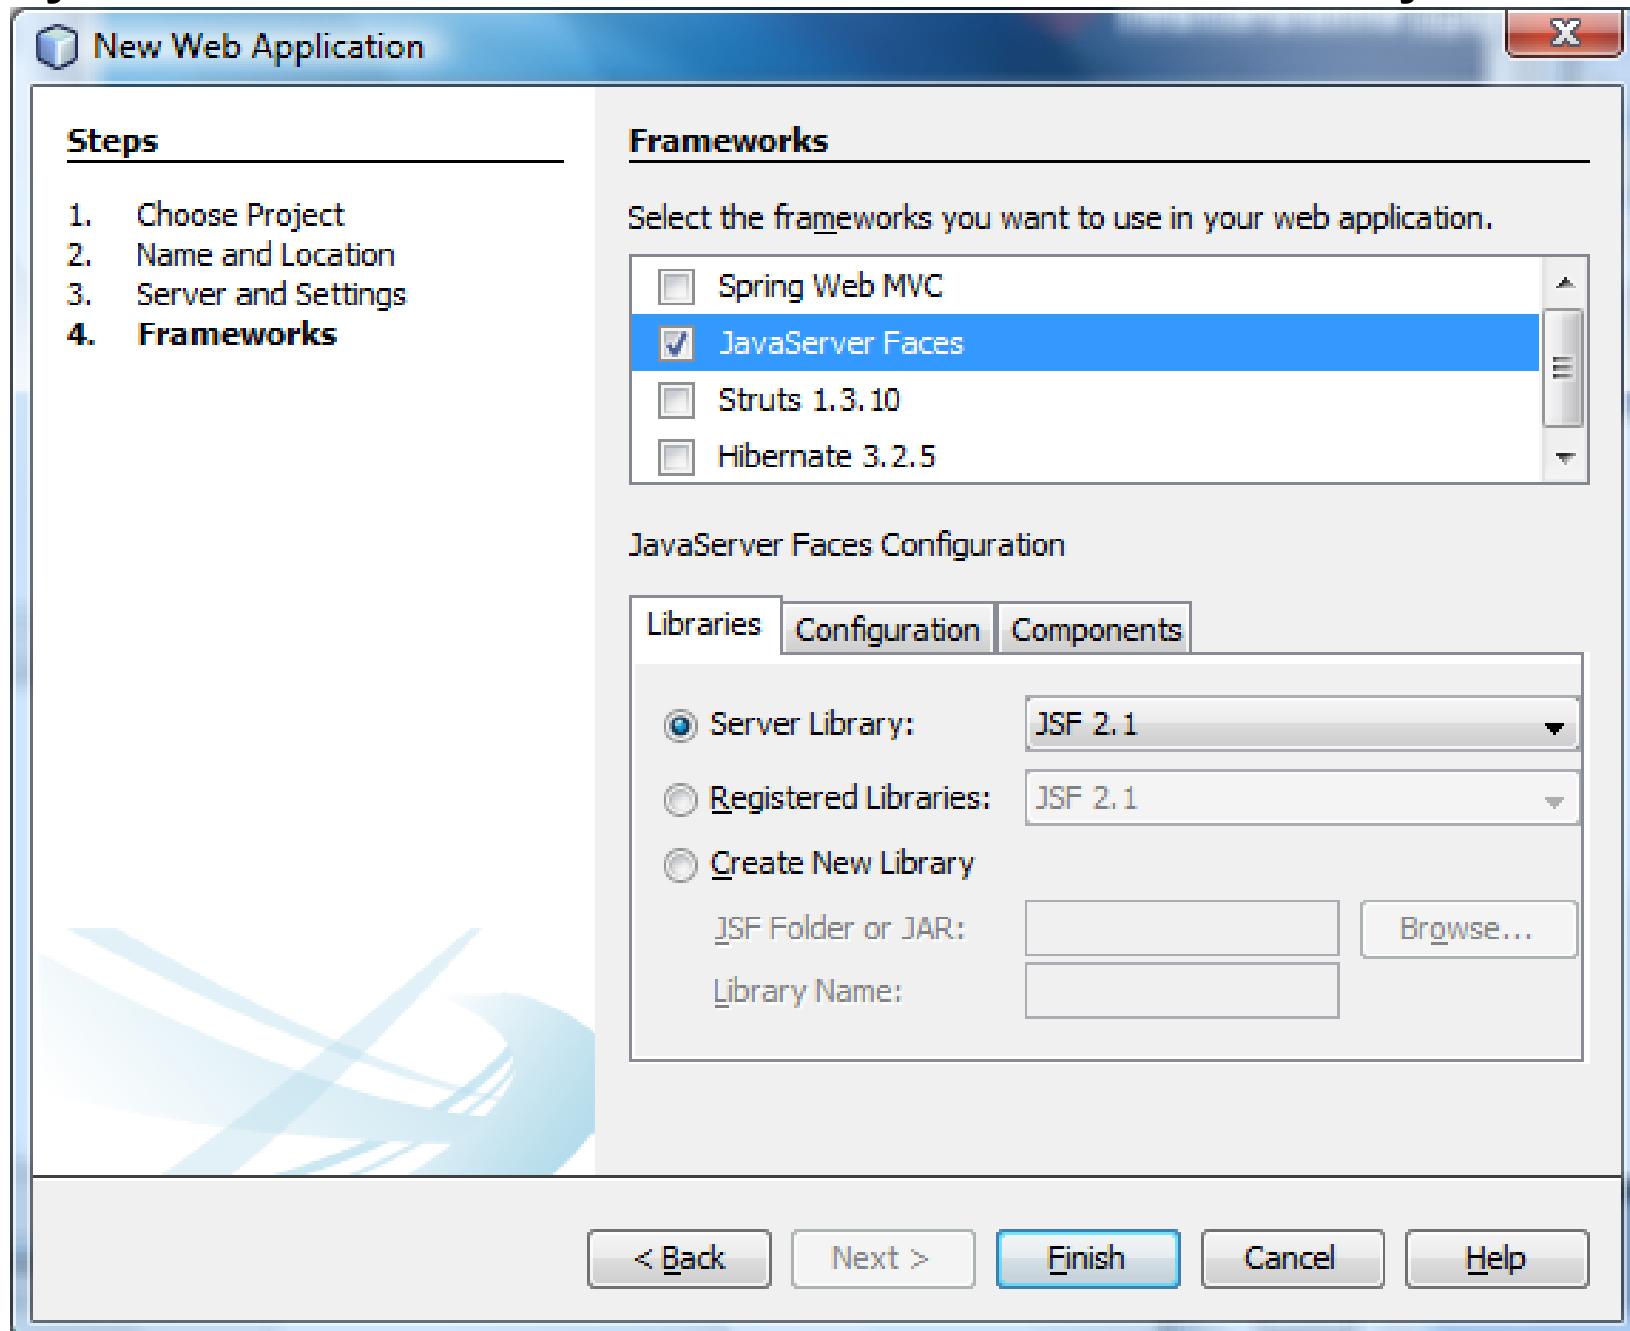 New Web Application
X
Steps
1. Choose Project
2. Name and Location
3. Server and Settings
4. Frameworks
Frameworks
Select the frameworks you want to use in your web application.
Spring Web MVC
JavaServer Faces
Struts 1.3.10
Hibernate 3.2.5
JavaServer Faces Configuration
Libraries Configuration Components
Server Library: JSF 2.1
Registered Libraries: JSF 2.1
Create New Library
JSF Folder or JAR: Browse...
Library Name:
< Back Next > Finish Cancel Help